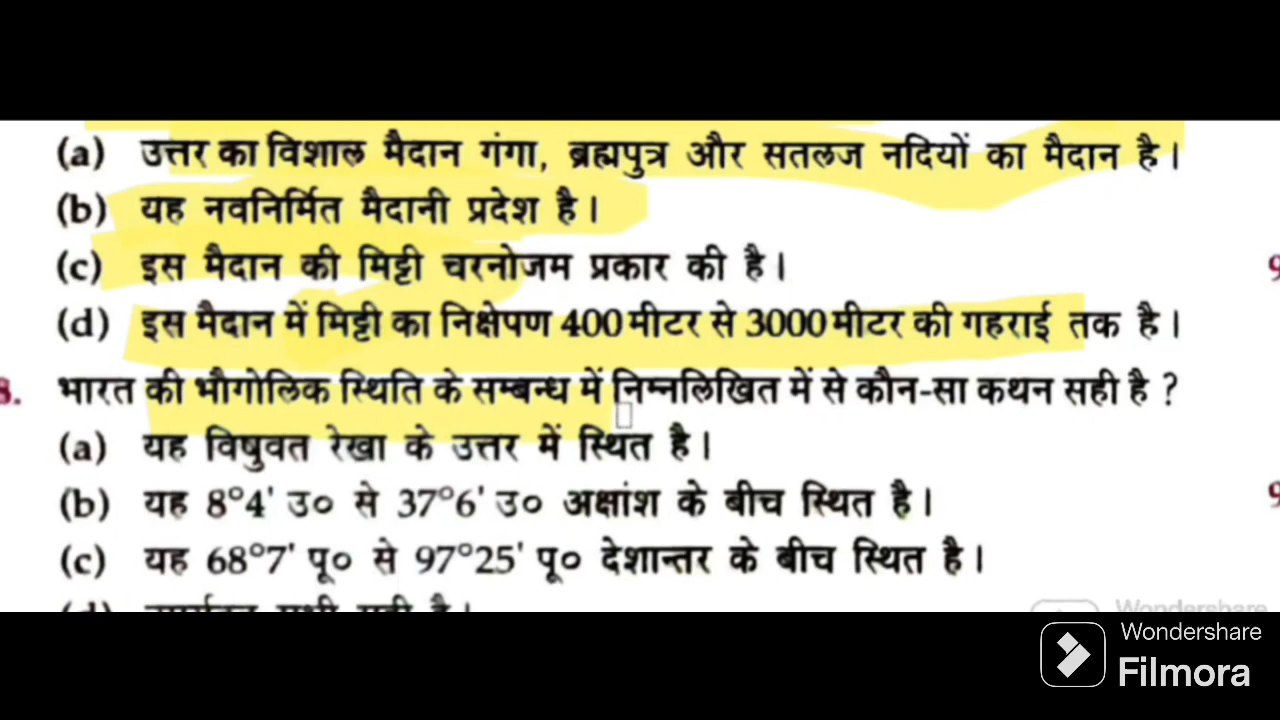 (a) उत्तर का विशाल मैदान गंगा, ब्रह्मपुत्र और सतलज नदियों का मैदान है।
(b) यह नवनिर्मित मैदानी प्रदेश है।
(c) इस मैदान की मिट्टी चरनोजम प्रकार की है।
(d) इस मैदान में मिट्टी का निक्षेपण 400 मीटर से 3000 मीटर की गहराई तक है।
8. भारत की भौगोलिक स्थिति के सम्बन्ध में निम्नलिखित में से कौन-सा कथन सही है ?
(a) यह विषुवत रेखा के उत्तर में स्थित है।
(b) यह 8°4' उ० से 37°6' उ० अक्षांश के बीच स्थित है।
(c) यह 68°7' पू० से 97°25' पू० देशान्तर के बीच स्थित है।
Wondershare
Wondershare
Filmora